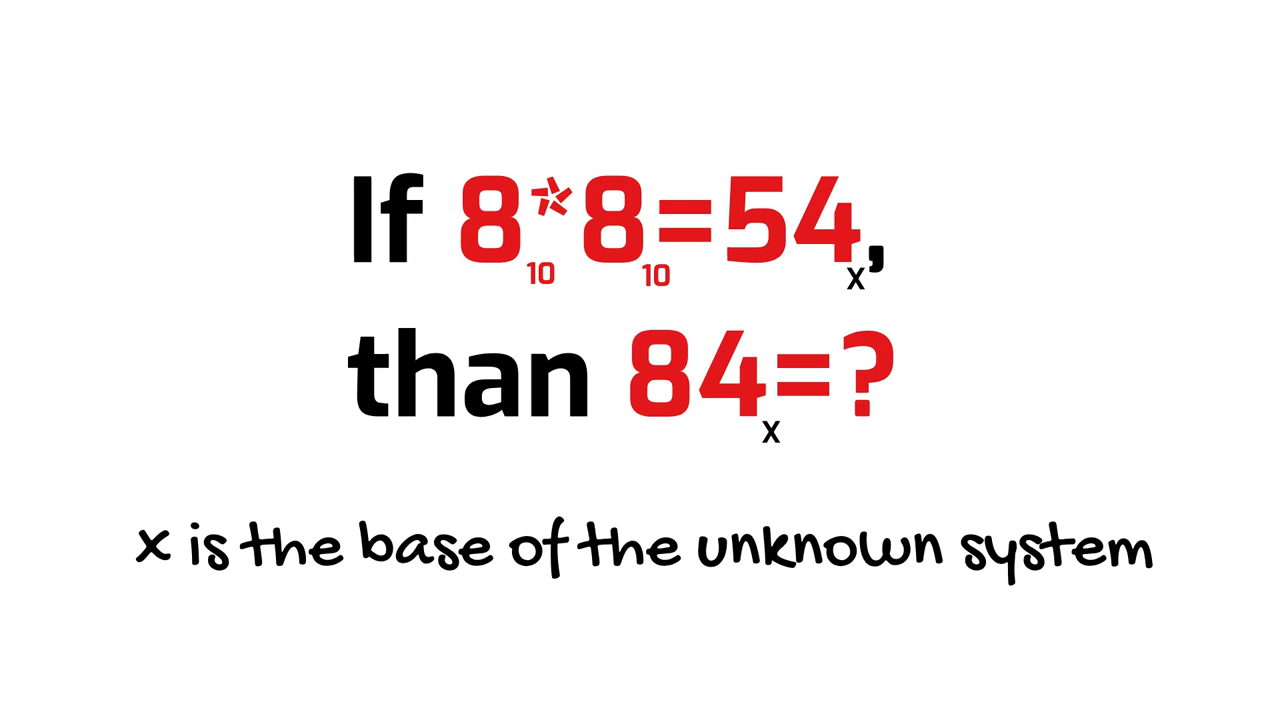 If 8₁₀*8₁₀=54ₓ,
than 84ₓ=?
x is the base of the unknown system